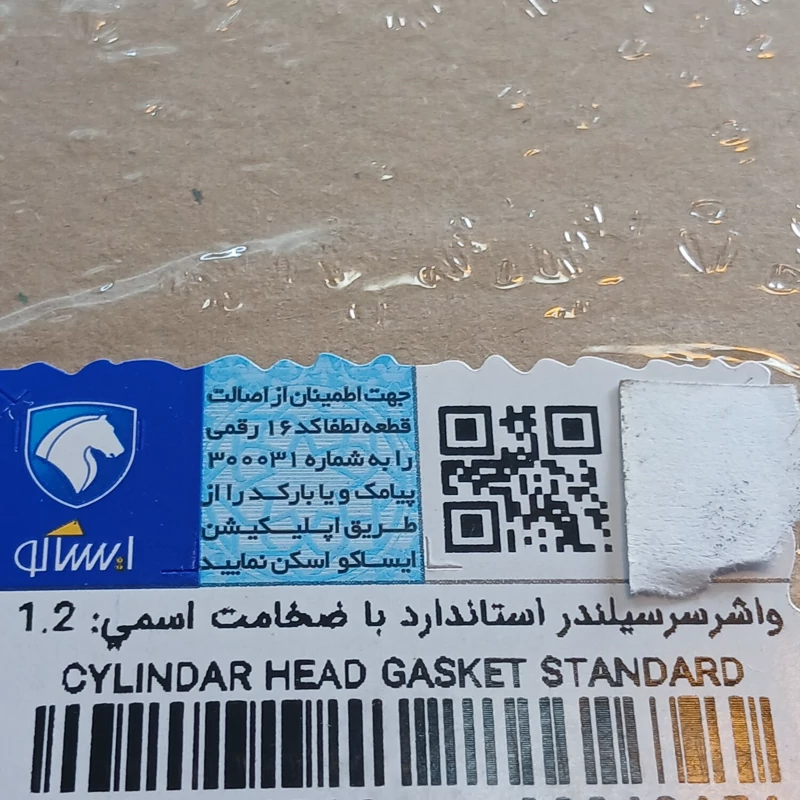 جهت اطمینان از اصالت
قطعه لطفا کد ۱۶ رقمی
را به شماره ۳۰۰۰۳۱
پیامک و یا بارکد را از
طریق اپلیکیشن
ایساکو اسکن نمایید
ایساکو
واشرسرسیلندر استاندارد با ضخامت اسمي: 1.2
CYLINDAR HEAD GASKET STANDARD